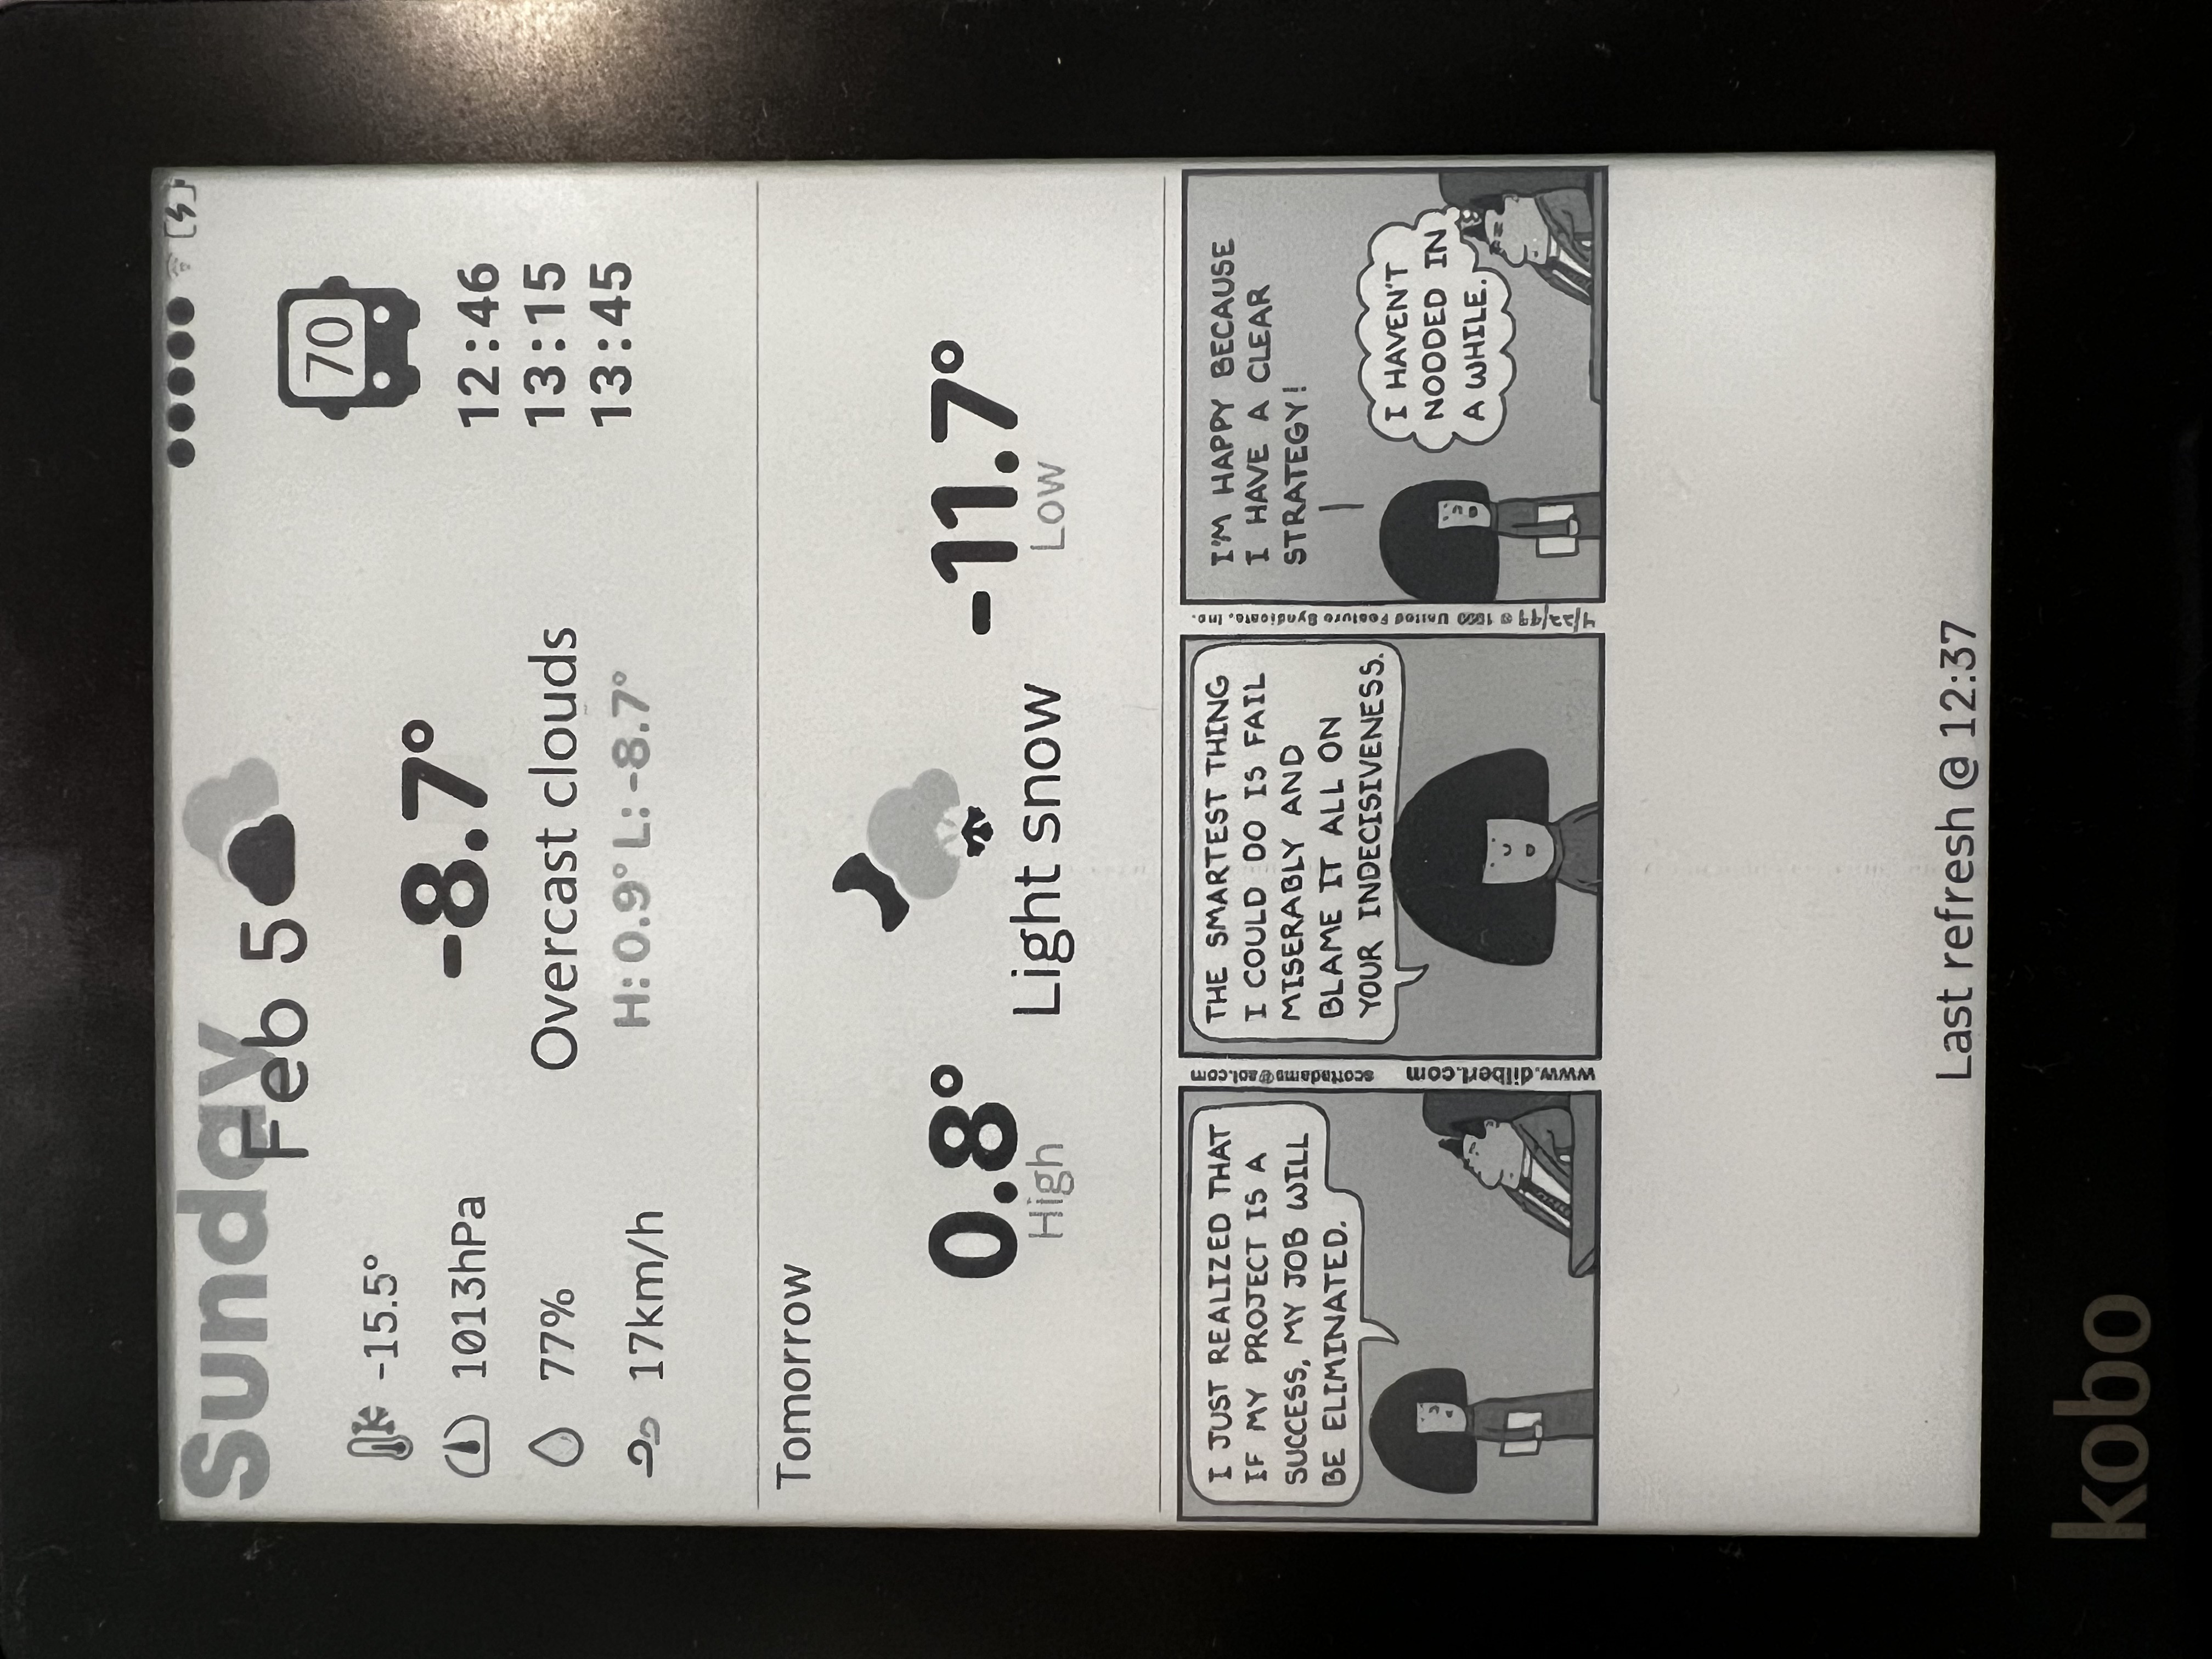 Sunday
Feb 5
-15.5°
1013hPa
77%
17km/h
-8.7°
Overcast clouds
H: 0.9° L: -8.7°
70
12:46
13:15
13:45
Tomorrow
0.8°
High
Light snow
-11.7°
Low
I JUST REALIZED THAT
IF MY PROJECT IS A
SUCCESS, MY JOB WILL
BE ELIMINATED.
www.dilbert.com scottadams@aol.com
THE SMARTEST THING
I COULD DO IS FAIL
MISERABLY AND
BLAME IT ALL ON
YOUR INDECISIVENESS.
4/22/99 © United Feature Syndicate, Inc.
I'M HAPPY BECAUSE
I HAVE A CLEAR
STRATEGY!
I HAVEN'T
NODDED IN
A WHILE.
Last refresh @ 12:37
kobo